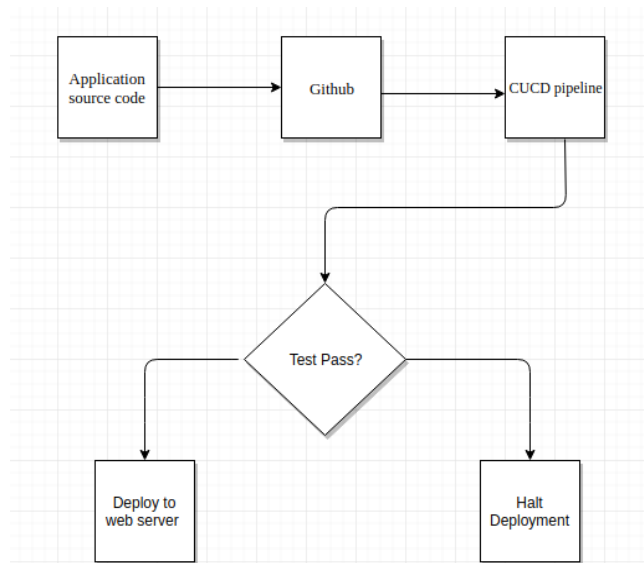 Application
source code
Github
CUCD pipeline
Test Pass?
Deploy to
web server
Halt
Deployment